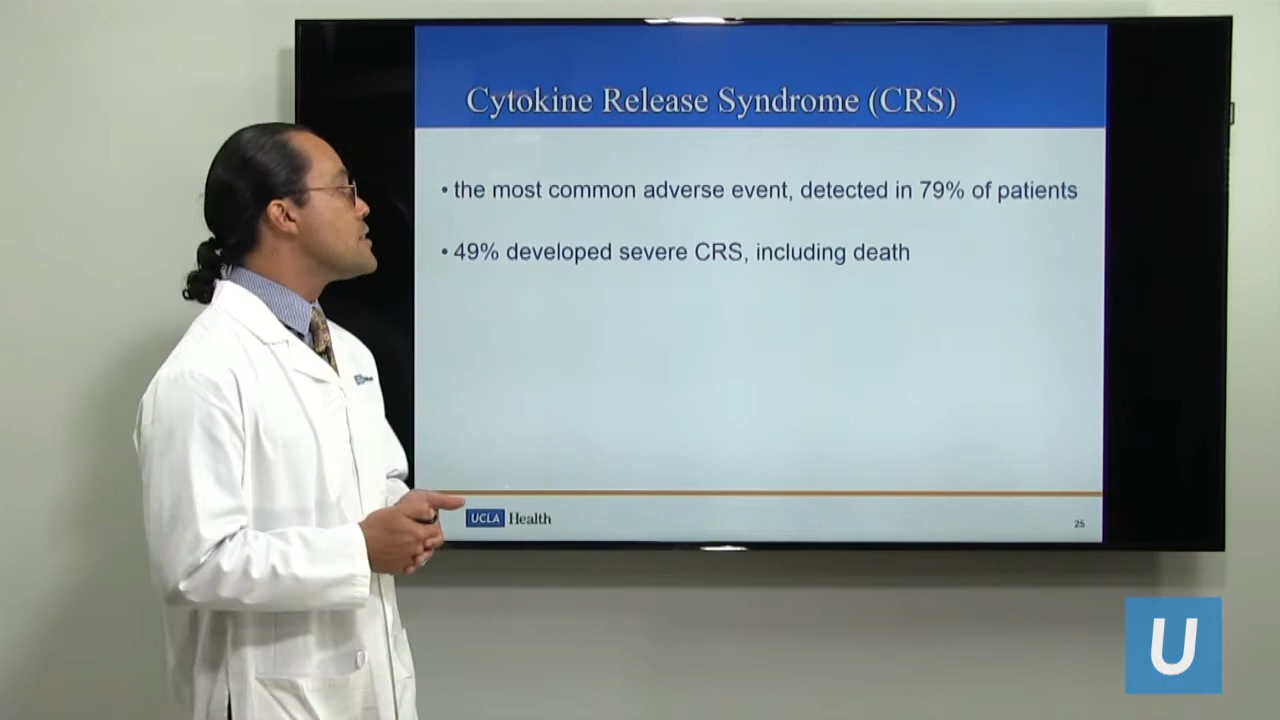 Cytokine Release Syndrome (CRS)
• the most common adverse event, detected in 79% of patients
• 49% developed severe CRS, including death
UCLA Health
25
U